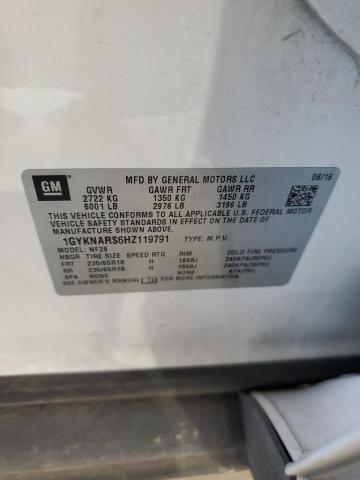 GM
MFD BY GENERAL MOTORS LLC 06/16
GVWR GAWR FRT GAWR RR
2722 KG 1350 KG 1450 KG
6001 LB 2976 LB 3196 LB
THIS VEHICLE CONFORMS TO ALL APPLICABLE U.S. FEDERAL
VEHICLE SAFETY STANDARDS IN EFFECT ON THE DATE OF
MANUFACTURE SHOWN ABOVE.
1GYKNARS6HZ119791 TYPE: M.P.V.
MODEL: NF26
TIRE SIZE SPEED RTG RIM COLD TIRE PRESSURE
FRT 235/65R18 H 18X8J 240KPA(35PSI)
RR 235/65R18 H 18X8J 240KPA(35PSI)
SPA NONE NONE KPA(PSI)
SEE OWNER'S MANUAL FOR MORE INFORMATION.